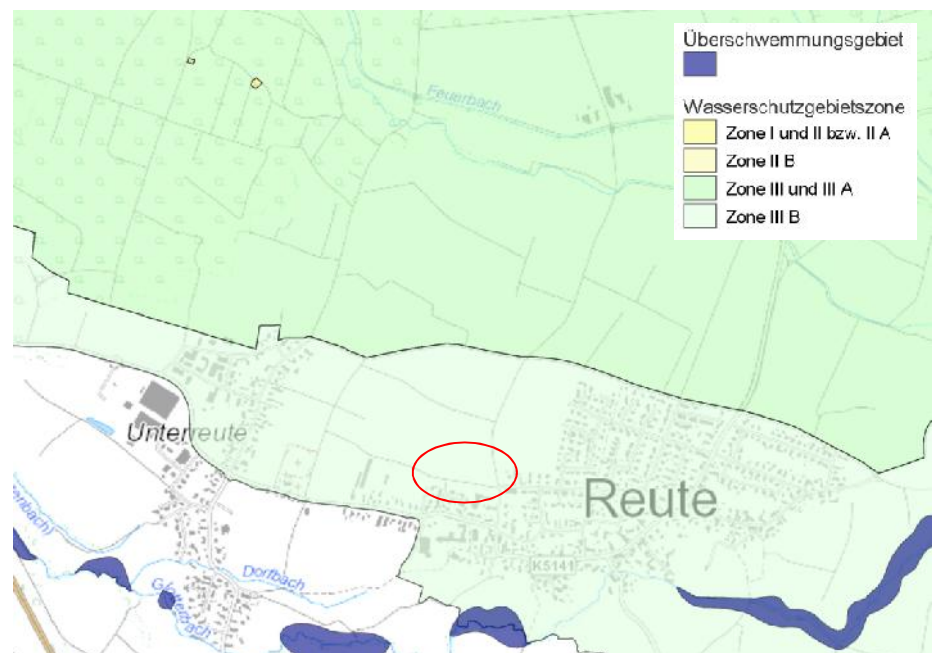 Überschwemmungsgebiet
Wasserschutzgebietszone
Zone I und II bzw. II A
Zone II B
Zone III und III A
Zone III B
Feuerbach
Unterreute
Reute
K5141
Dorfbach